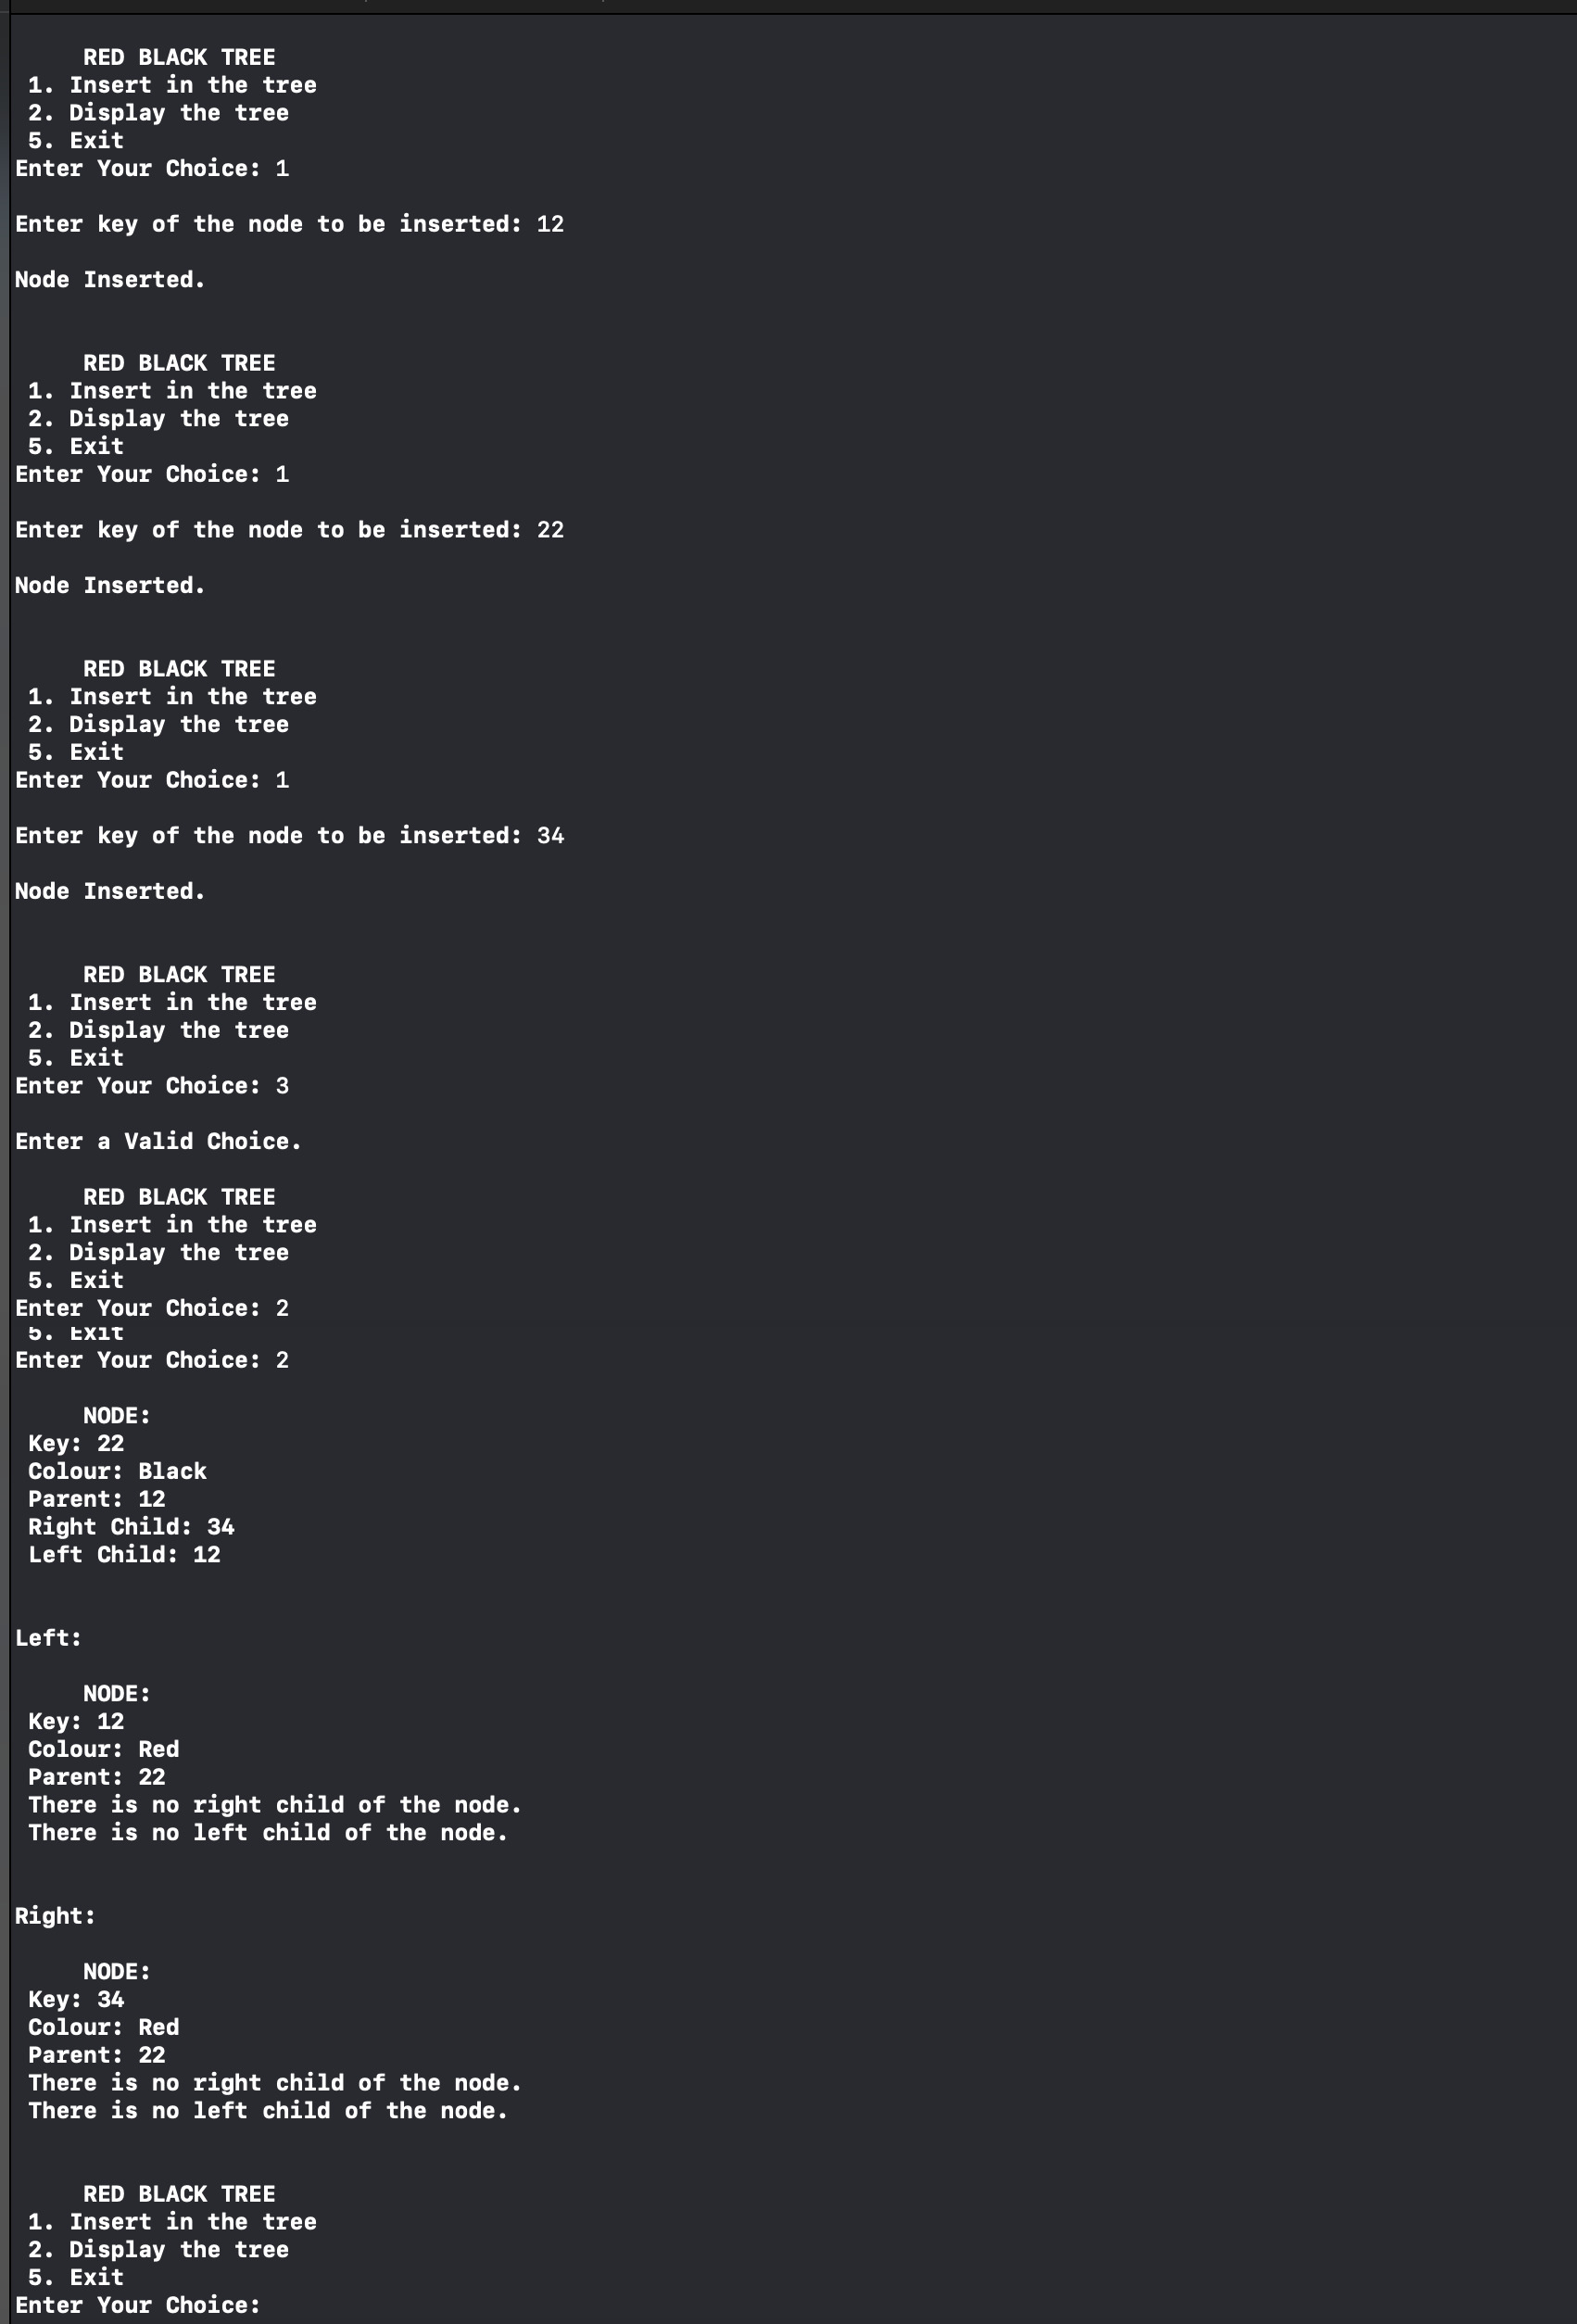 RED BLACK TREE
1. Insert in the tree
2. Display the tree
5. Exit
Enter Your Choice: 1
Enter key of the node to be inserted: 12
Node Inserted.
RED BLACK TREE
1. Insert in the tree
2. Display the tree
5. Exit
Enter Your Choice: 1
Enter key of the node to be inserted: 22
Node Inserted.
RED BLACK TREE
1. Insert in the tree
2. Display the tree
5. Exit
Enter Your Choice: 1
Enter key of the node to be inserted: 34
Node Inserted.
RED BLACK TREE
1. Insert in the tree
2. Display the tree
5. Exit
Enter Your Choice: 3
Enter a Valid Choice.
RED BLACK TREE
1. Insert in the tree
2. Display the tree
5. Exit
Enter Your Choice: 2
5. Exit
Enter Your Choice: 2
NODE:
Key: 22
Colour: Black
Parent: 12
Right Child: 34
Left Child: 12
Left:
NODE:
Key: 12
Colour: Red
Parent: 22
There is no right child of the node.
There is no left child of the node.
Right:
NODE:
Key: 34
Colour: Red
Parent: 22
There is no right child of the node.
There is no left child of the node.
RED BLACK TREE
1. Insert in the tree
2. Display the tree
5. Exit
Enter Your Choice: